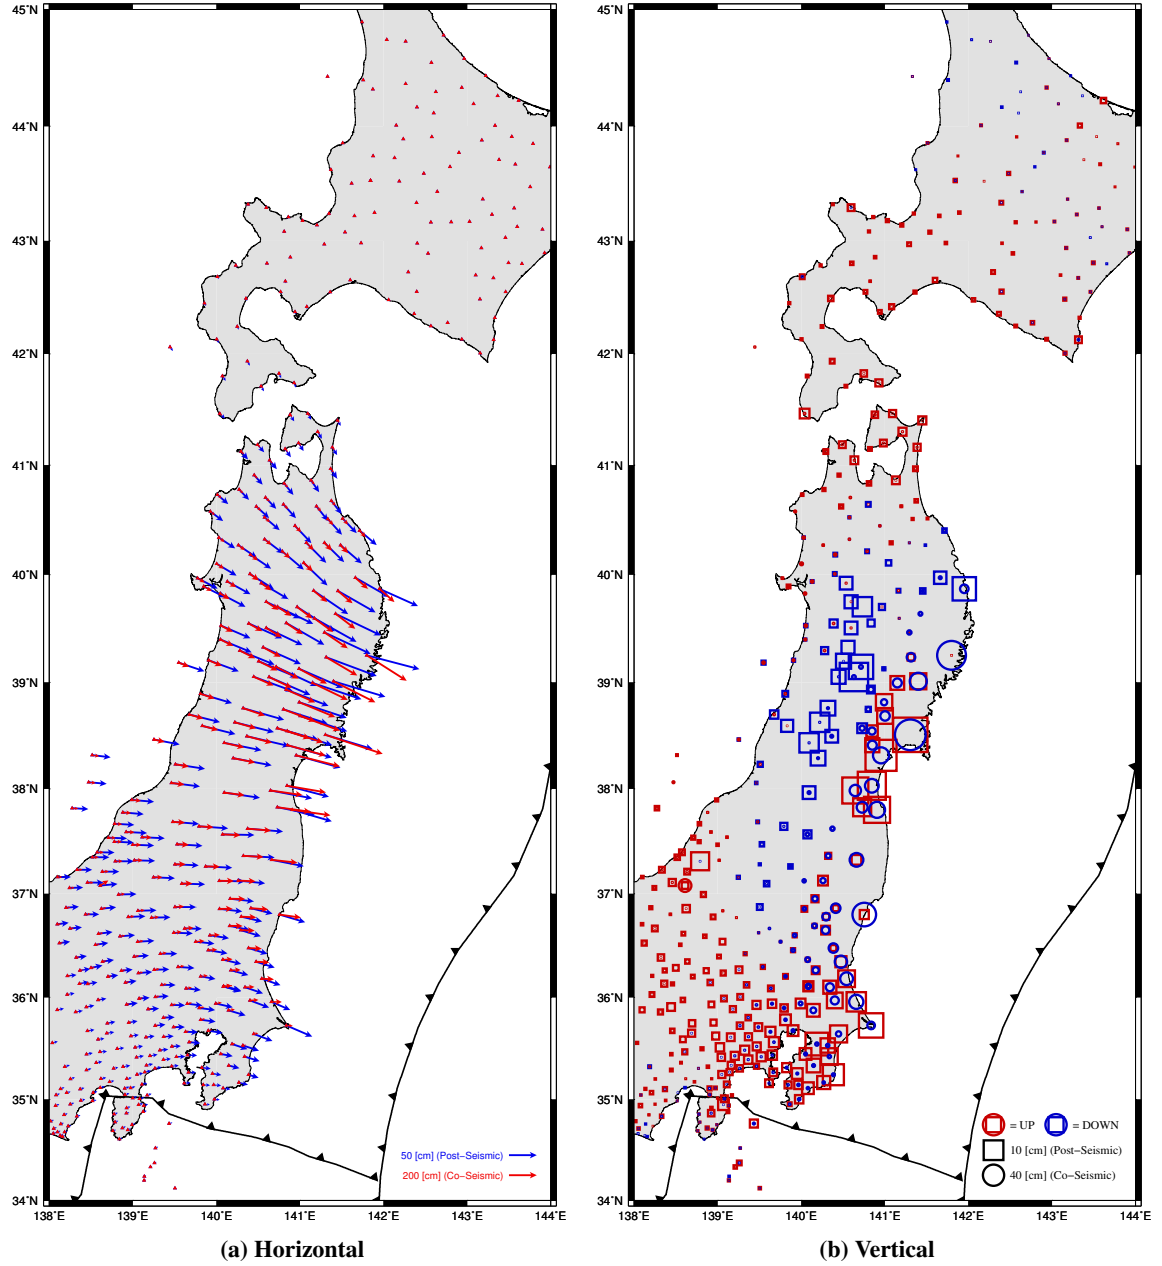 45˚N
44˚N
43˚N
42˚N
41˚N
40˚N
39˚N
38˚N
37˚N
36˚N
35˚N
34˚N
138˚E 139˚E 140˚E 141˚E 142˚E 143˚E 144˚E
50 [cm] (Post−Seismic)
200 [cm] (Co−Seismic)
(a) Horizontal
45˚N
44˚N
43˚N
42˚N
41˚N
40˚N
39˚N
38˚N
37˚N
36˚N
35˚N
34˚N
138˚E 139˚E 140˚E 141˚E 142˚E 143˚E 144˚E
= UP = DOWN
10 [cm] (Post−Seismic)
40 [cm] (Co−Seismic)
(b) Vertical